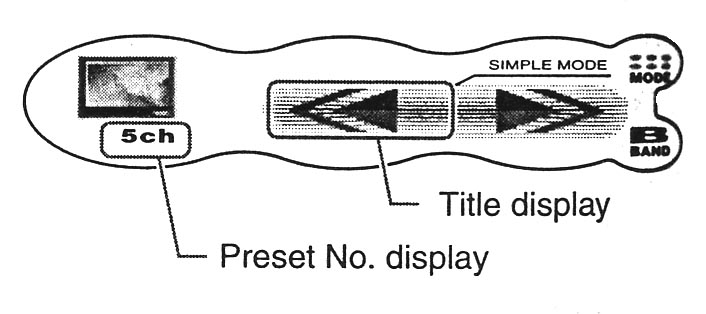 SIMPLE MODE
MODE
5ch
B
BAND
Title display
Preset No. display